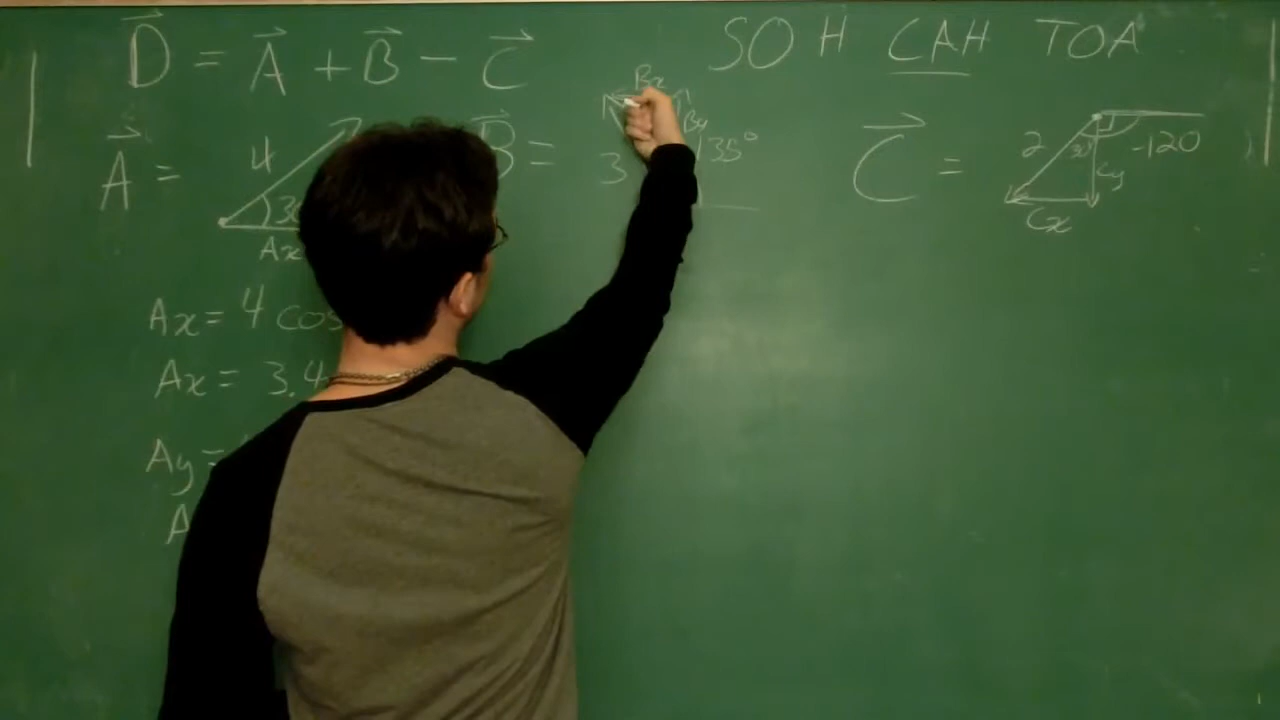 D = A + B - C
SOH CAH TOA
A = 4
Ax
B = 3 135°
Bx
By
C = 2 30° -120
Cy
Cx
Ax = 4 cos
Ax = 3.4
Ay =
A